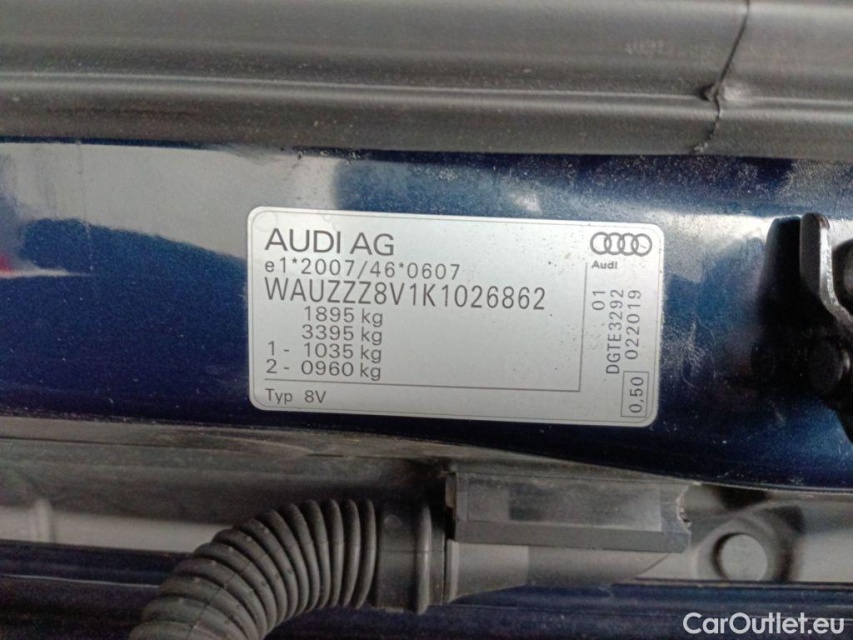 AUDI AG
Audi
e1*2007/46*0607
WAUZZZ8V1K1026862
1895 kg
3395 kg
1 - 1035 kg
2 - 0960 kg
Typ 8V
01
DGTE3292
022019
0,50
CarOutlet.eu